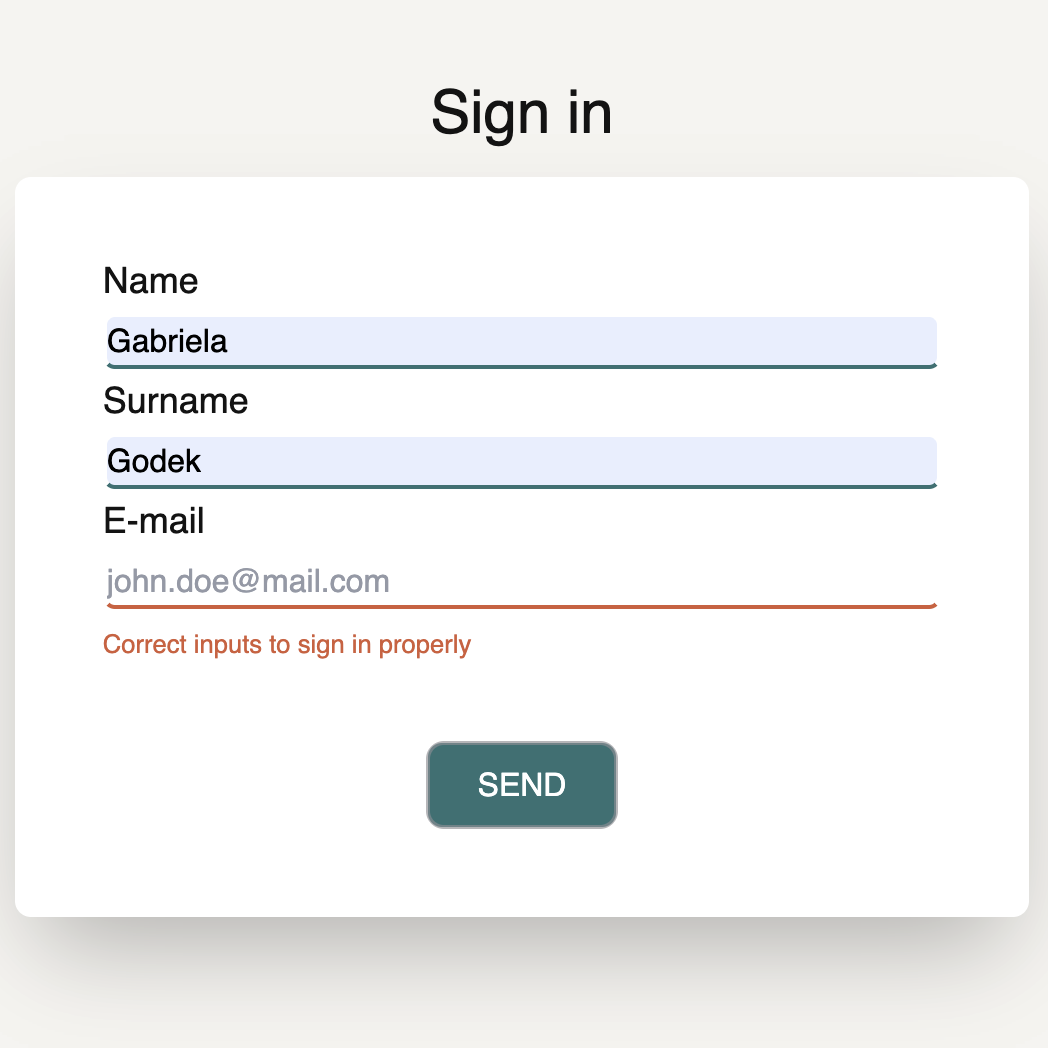 Sign in
Name
Gabriela
Surname
Godek
E-mail
john.doe@mail.com
Correct inputs to sign in properly
SEND